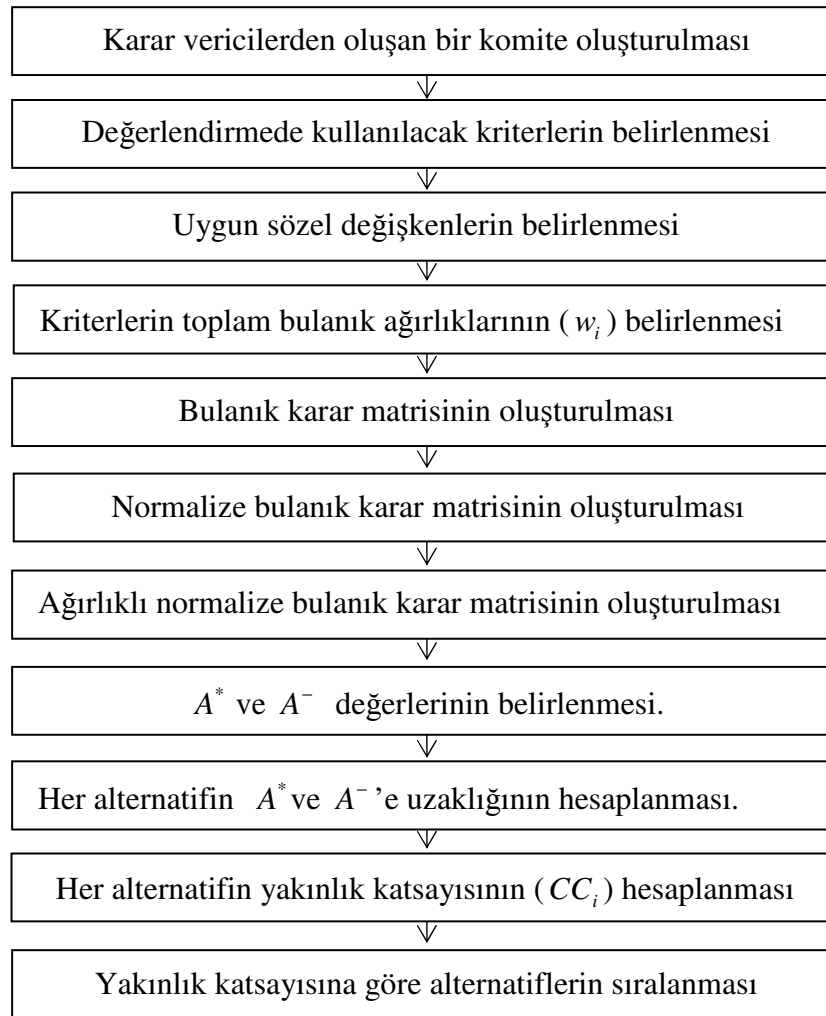 Karar vericilerden oluşan bir komite oluşturulması
Değerlendirmede kullanılacak kriterlerin belirlenmesi
Uygun sözel değişkenlerin belirlenmesi
Kriterlerin toplam bulanık ağırlıklarının ( w_i ) belirlenmesi
Bulanık karar matrisinin oluşturulması
Normalize bulanık karar matrisinin oluşturulması
Ağırlıklı normalize bulanık karar matrisinin oluşturulması
A^* ve A^- değerlerinin belirlenmesi.
Her alternatifin A^* ve A^- 'e uzaklığının hesaplanması.
Her alternatifin yakınlık katsayısının ( CC_i ) hesaplanması
Yakınlık katsayısına göre alternatiflerin sıralanması